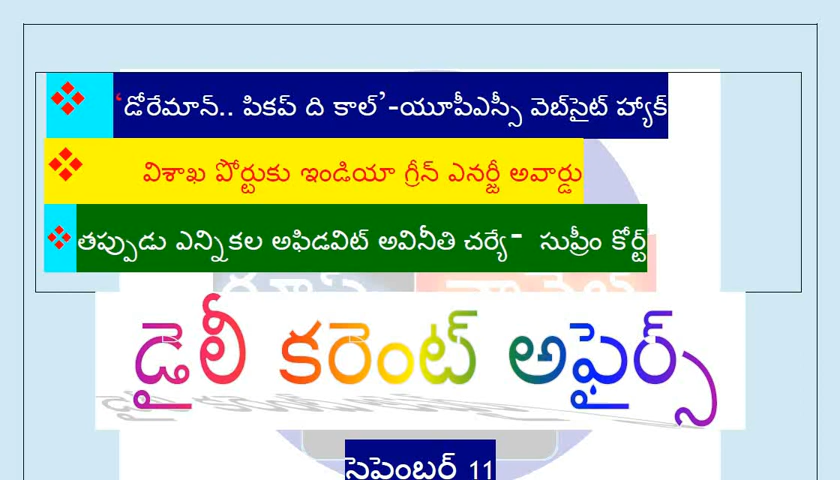 ‘డోరేమాన్.. పికప్ ది కాల్’-యూపీఎస్సీ వెబ్‌సైట్ హ్యాక్
విశాఖ పోర్టుకు ఇండియా గ్రీన్ ఎనర్జీ అవార్డు
తప్పుడు ఎన్నికల అఫిడవిట్ అవినీతి చర్యే- సుప్రీం కోర్ట్
డైలీ కరెంట్ అఫైర్స్
సెపెంబర్ 11